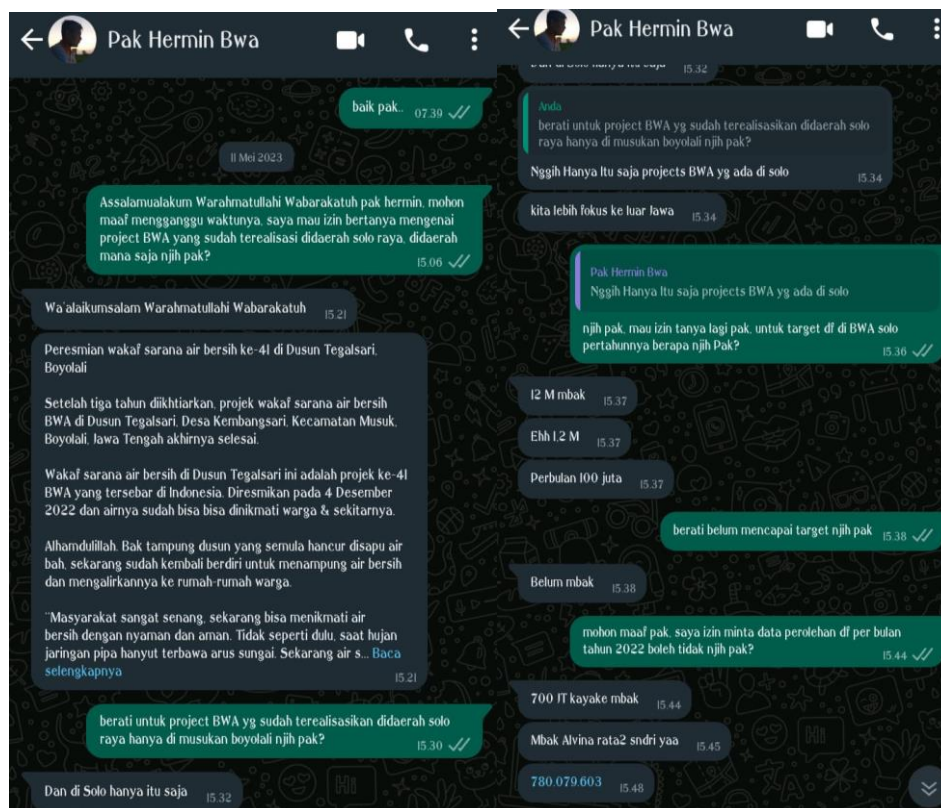 Pak Hermin Bwa
baik pak.. 07.39
11 Mei 2023
Assalamualakum Warahmatullahi Wabarakatuh pak hermin, mohon
maaf mengganggu waktunya, saya mau izin bertanya mengenai
project BWA yang sudah terealisasi didaerah solo raya, didaerah
mana saja njih pak?
15.06
Wa'alaikumsalam Warahmatullahi Wabarakatuh 15.21
Peresmian wakaf sarana air bersih ke-41 di Dusun Tegalsari,
Boyolali
Setelah tiga tahun diikhtiarkan, projek wakaf sarana air bersih
BWA di Dusun Tegalsari, Desa Kembangsari, Kecamatan Musuk,
Boyolali, Jawa Tengah akhirnya selesai.
Wakaf sarana air bersih di Dusun Tegalsari ini adalah projek ke-41
BWA yang tersebar di Indonesia. Diresmikan pada 4 Desember
2022 dan airnya sudah bisa bisa dinikmati warga & sekitarnya.
Alhamdulillah. Bak tampung dusun yang semula hancur disapu air
bah, sekarang sudah kembali berdiri untuk menampung air bersih
dan mengalirkannya ke rumah-rumah warga.
"Masyarakat sangat senang, sekarang bisa menikmati air
bersih dengan nyaman dan aman. Tidak seperti dulu, saat hujan
jaringan pipa hanyut terbawa arus sungai. Sekarang air s... Baca
selengkapnya
15.21
berati untuk project BWA yg sudah terealisasikan didaerah solo
raya hanya di musukan boyolali njih pak?
15.30
Dan di Solo hanya itu saja 15.32
Pak Hermin Bwa
Dan di Solo hanya itu saja 15.32
Anda
berati untuk project BWA yg sudah terealisasikan didaerah solo
raya hanya di musukan boyolali njih pak?
Nggih Hanya Itu saja projects BWA yg ada di solo
15.34
kita lebih fokus ke luar Jawa 15.34
Pak Hermin Bwa
Nggih Hanya Itu saja projects BWA yg ada di solo
njih pak, mau izin tanya lagi pak, untuk target df di BWA solo
pertahunnya berapa njih Pak?
15.36
12 M mbak 15.37
Ehh 1,2 M 15.37
Perbulan 100 juta 15.37
berati belum mencapai target njih pak 15.38
Belum mbak 15.38
mohon maaf pak, saya izin minta data perolehan df per bulan
tahun 2022 boleh tidak njih pak?
15.44
700 JT kayake mbak 15.44
Mbak Alvina rata2 sndri yaa 15.45
780.079.603 15.48